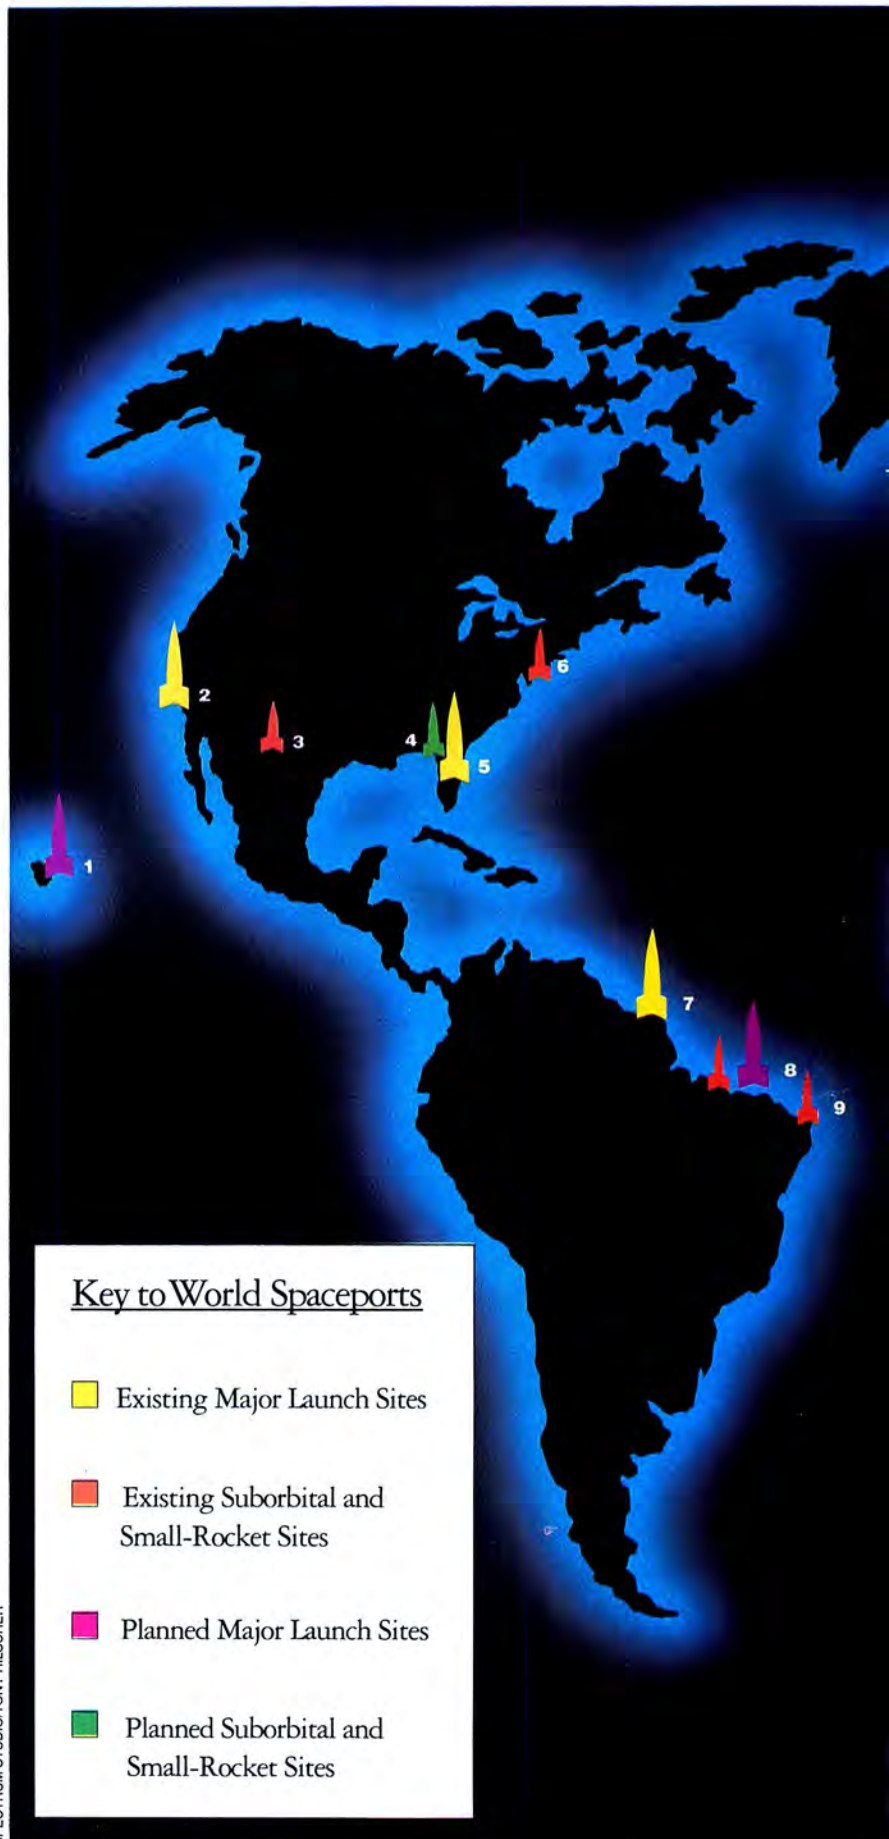 6
2
3
4
5
1
7
8
9
Key to World Spaceports
Existing Major Launch Sites
Existing Suborbital and
Small-Rocket Sites
Planned Major Launch Sites
Planned Suborbital and
Small-Rocket Sites